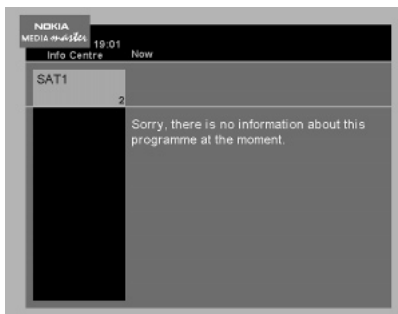 NOKIA
MEDIA master 19:01
Info Centre Now
SAT1
2
Sorry, there is no information about this
programme at the moment.